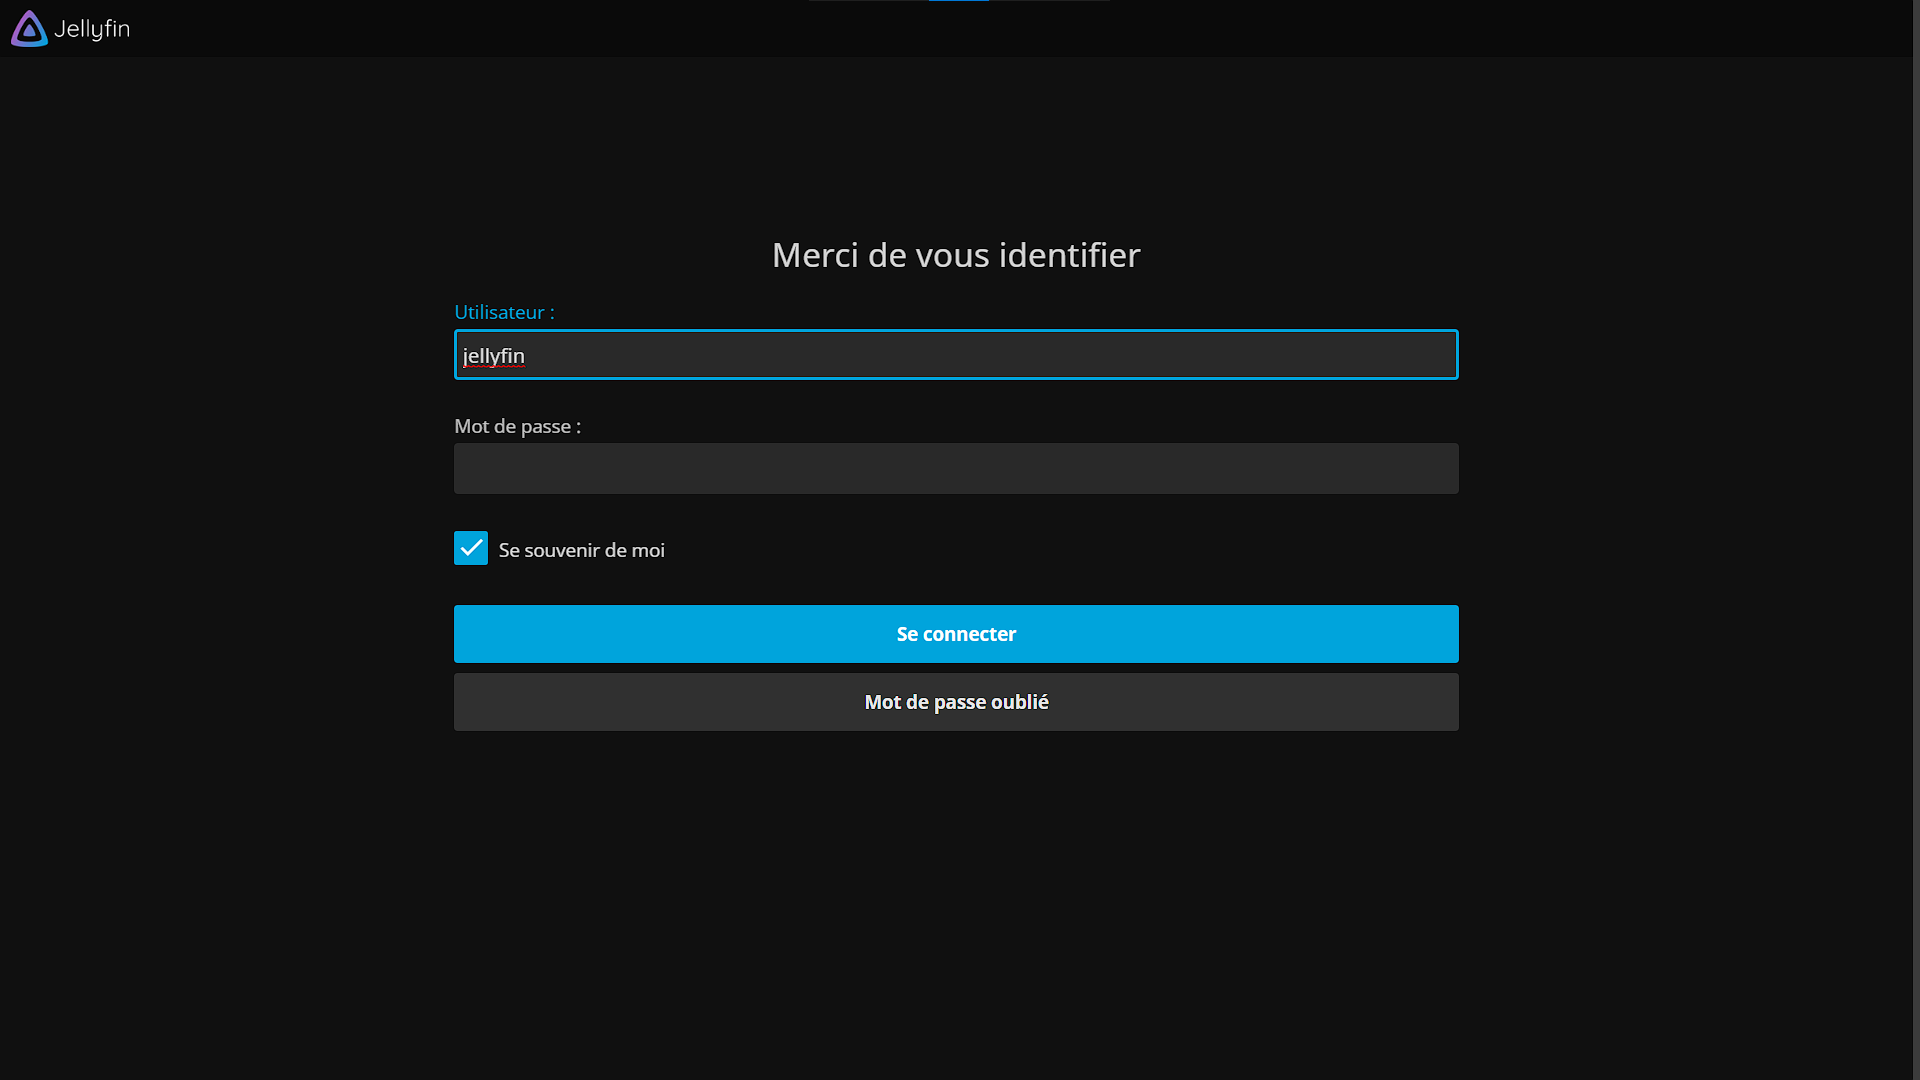 Jellyfin
Merci de vous identifier
Utilisateur :
jellyfin
Mot de passe :
Se souvenir de moi
Se connecter
Mot de passe oublié